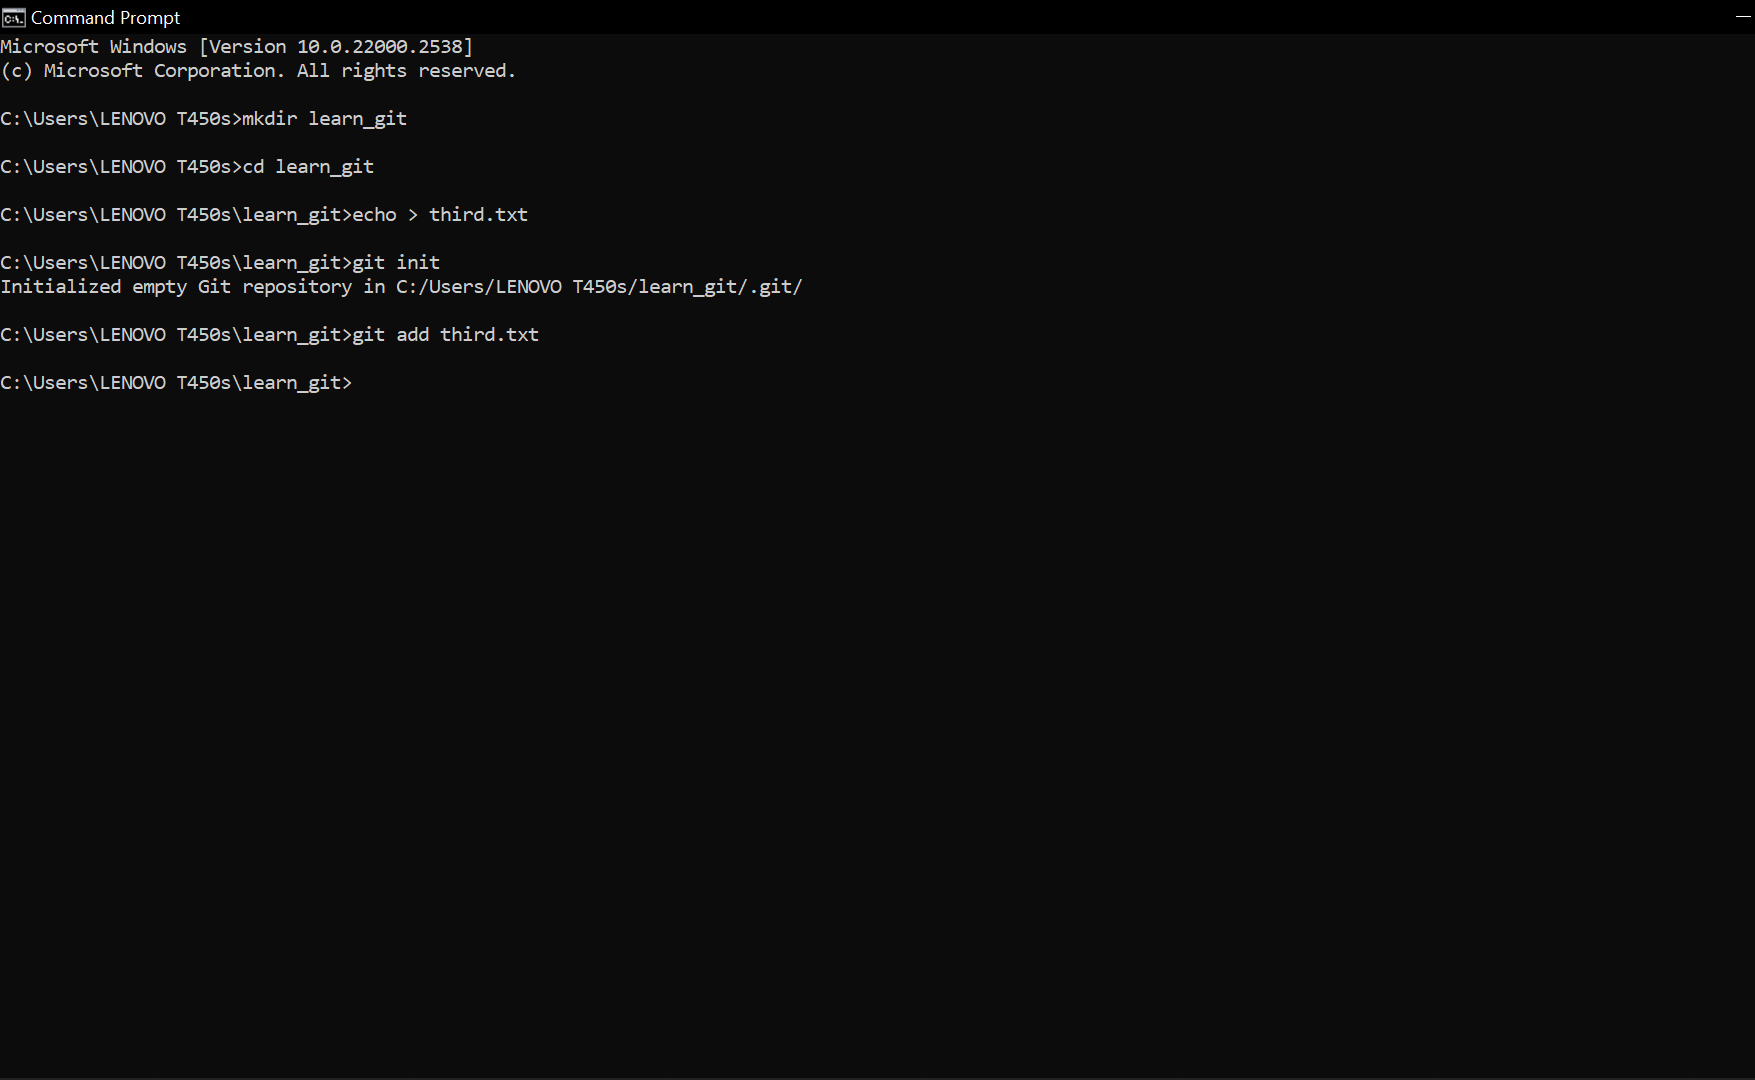 Command Prompt
Microsoft Windows [Version 10.0.22000.2538]
(c) Microsoft Corporation. All rights reserved.
C:\Users\LENOVO T450s>mkdir learn_git
C:\Users\LENOVO T450s>cd learn_git
C:\Users\LENOVO T450s\learn_git>echo > third.txt
C:\Users\LENOVO T450s\learn_git>git init
Initialized empty Git repository in C:/Users/LENOVO T450s/learn_git/.git/
C:\Users\LENOVO T450s\learn_git>git add third.txt
C:\Users\LENOVO T450s\learn_git>